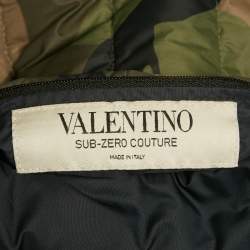 VALENTINO
SUB-ZERO COUTURE
MADE IN ITALY